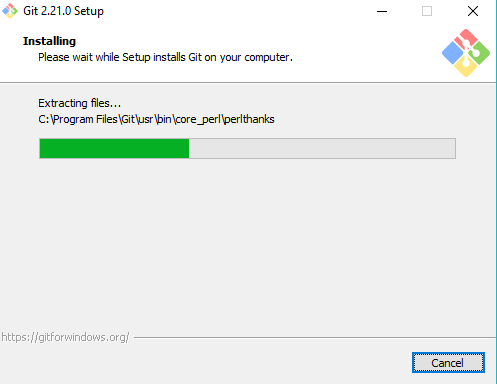 Git 2.21.0 Setup
Installing
Please wait while Setup installs Git on your computer.
Extracting files...
C:\Program Files\Git\usr\bin\core_perl\perlthanks
https://gitforwindows.org/
Cancel